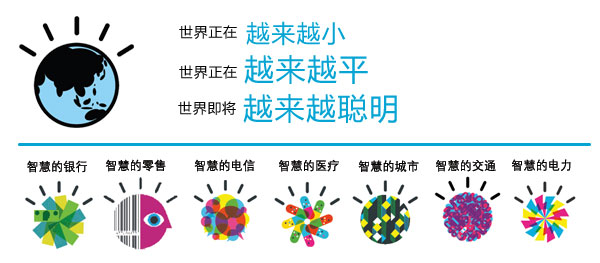 世界正在 越来越小
世界正在 越来越平
世界即将 越来越聪明
智慧的银行 智慧的零售 智慧的电信 智慧的医疗 智慧的城市 智慧的交通 智慧的电力